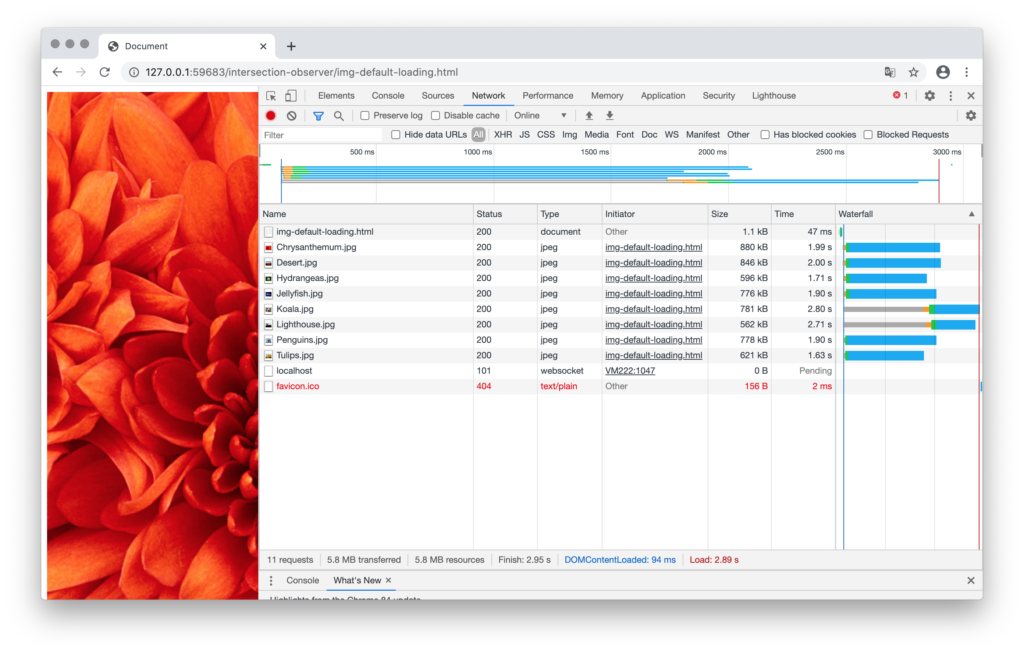 Document
127.0.0.1:59683/intersection-observer/img-default-loading.html
Elements Console Sources Network Performance Memory Application Security Lighthouse 1
Preserve log Disable cache Online
Filter Hide data URLs All XHR JS CSS Img Media Font Doc WS Manifest Other Has blocked cookies Blocked Requests
500 ms 1000 ms 1500 ms 2000 ms 2500 ms 3000 ms
Name Status Type Initiator Size Time Waterfall
img-default-loading.html 200 document Other 1.1 kB 47 ms
Chrysanthemum.jpg 200 jpeg img-default-loading.html 880 kB 1.99 s
Desert.jpg 200 jpeg img-default-loading.html 846 kB 2.00 s
Hydrangeas.jpg 200 jpeg img-default-loading.html 596 kB 1.71 s
Jellyfish.jpg 200 jpeg img-default-loading.html 776 kB 1.90 s
Koala.jpg 200 jpeg img-default-loading.html 781 kB 2.80 s
Lighthouse.jpg 200 jpeg img-default-loading.html 562 kB 2.71 s
Penguins.jpg 200 jpeg img-default-loading.html 778 kB 1.90 s
Tulips.jpg 200 jpeg img-default-loading.html 621 kB 1.63 s
localhost 101 websocket VM222:1047 0 B Pending
favicon.ico 404 text/plain Other 156 B 2 ms
11 requests 5.8 MB transferred 5.8 MB resources Finish: 2.95 s DOMContentLoaded: 94 ms Load: 2.89 s
Console What's New
Highlights from the Chrome 84 update